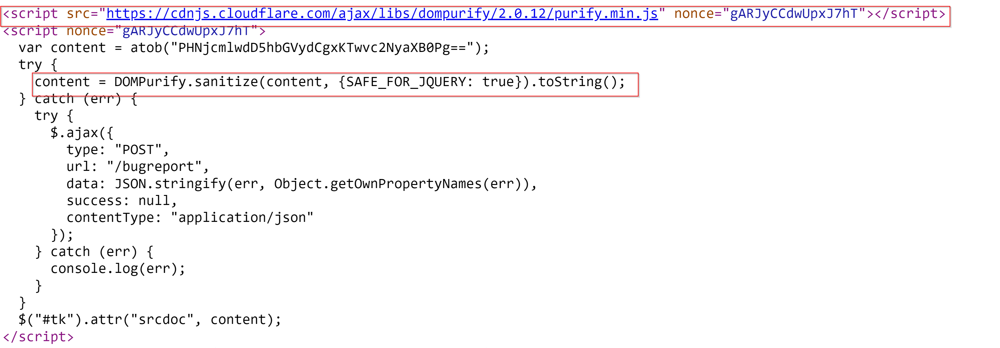 <script src="https://cdnjs.cloudflare.com/ajax/libs/dompurify/2.0.12/purify.min.js" nonce="gARJyCCdwUpxJ7hT"></script>
<script nonce="gARJyCCdwUpxJ7hT">
  var content = atob("PHNjcmlwdD5hbGVydCgxKTwvc2NyaXB0Pg==");
  try {
    content = DOMPurify.sanitize(content, {SAFE_FOR_JQUERY: true}).toString();
  } catch (err) {
    try {
      $.ajax({
        type: "POST",
        url: "/bugreport",
        data: JSON.stringify(err, Object.getOwnPropertyNames(err)),
        success: null,
        contentType: "application/json"
      });
    } catch (err) {
      console.log(err);
    }
  }
  $("#tk").attr("srcdoc", content);
</script>